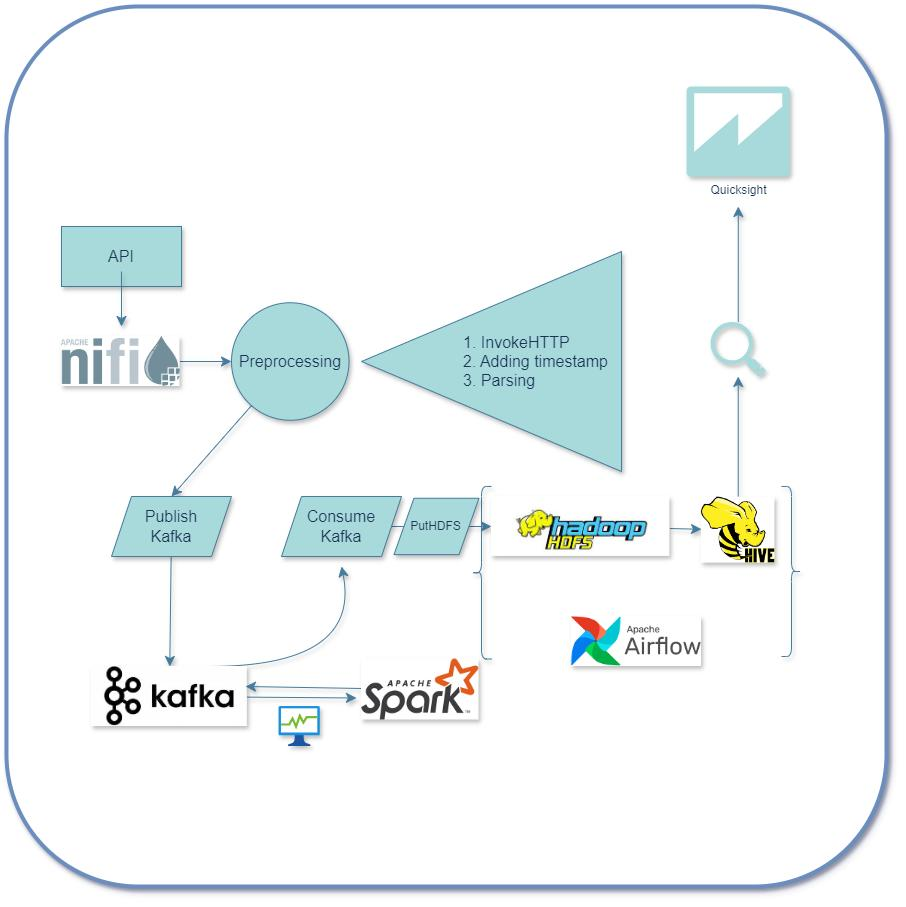 Quicksight
API
APACHE
nifi
Preprocessing
1. InvokeHTTP
2. Adding timestamp
3. Parsing
Publish
Kafka
Consume
Kafka
PutHDFS
hadoop
HDFS
HIVE
Apache
Airflow
kafka
APACHE
Spark™